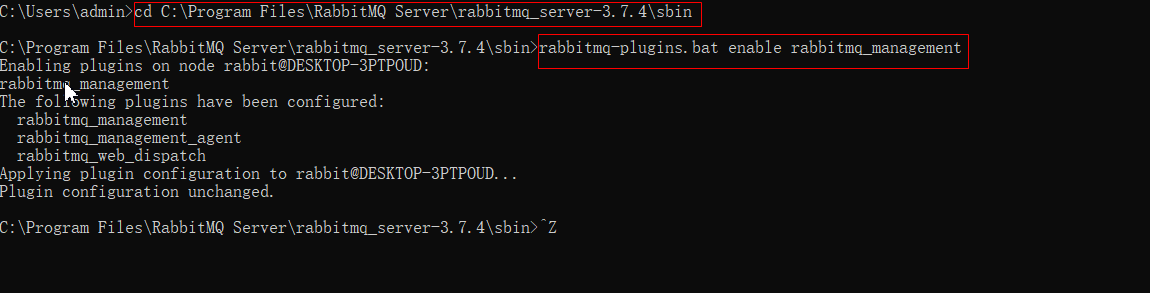 C:\Users\admin>cd C:\Program Files\RabbitMQ Server\rabbitmq_server-3.7.4\sbin
C:\Program Files\RabbitMQ Server\rabbitmq_server-3.7.4\sbin>rabbitmq-plugins.bat enable rabbitmq_management
Enabling plugins on node rabbit@DESKTOP-3PTPOUD:
rabbitmq_management
The following plugins have been configured:
  rabbitmq_management
  rabbitmq_management_agent
  rabbitmq_web_dispatch
Applying plugin configuration to rabbit@DESKTOP-3PTPOUD...
Plugin configuration unchanged.
C:\Program Files\RabbitMQ Server\rabbitmq_server-3.7.4\sbin>^Z